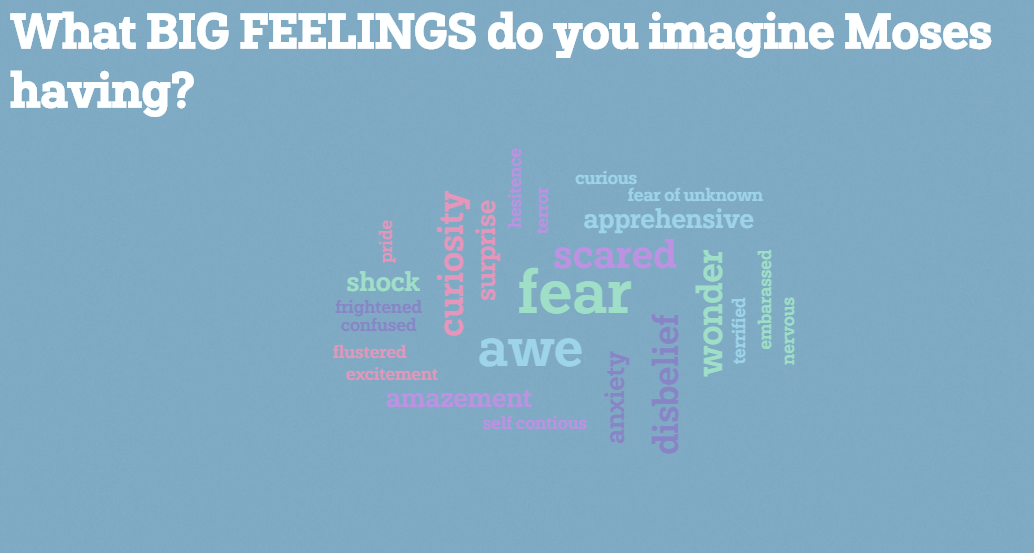 What BIG FEELINGS do you imagine Moses
having?
hesitence
terror
curious
fear of unknown
apprehensive
pride
curiosity
surprise
scared
shock
fear
wonder
embarassed
frightened
confused
terrified
nervous
flustered
awe
disbelief
excitement
anxiety
amazement
self contious